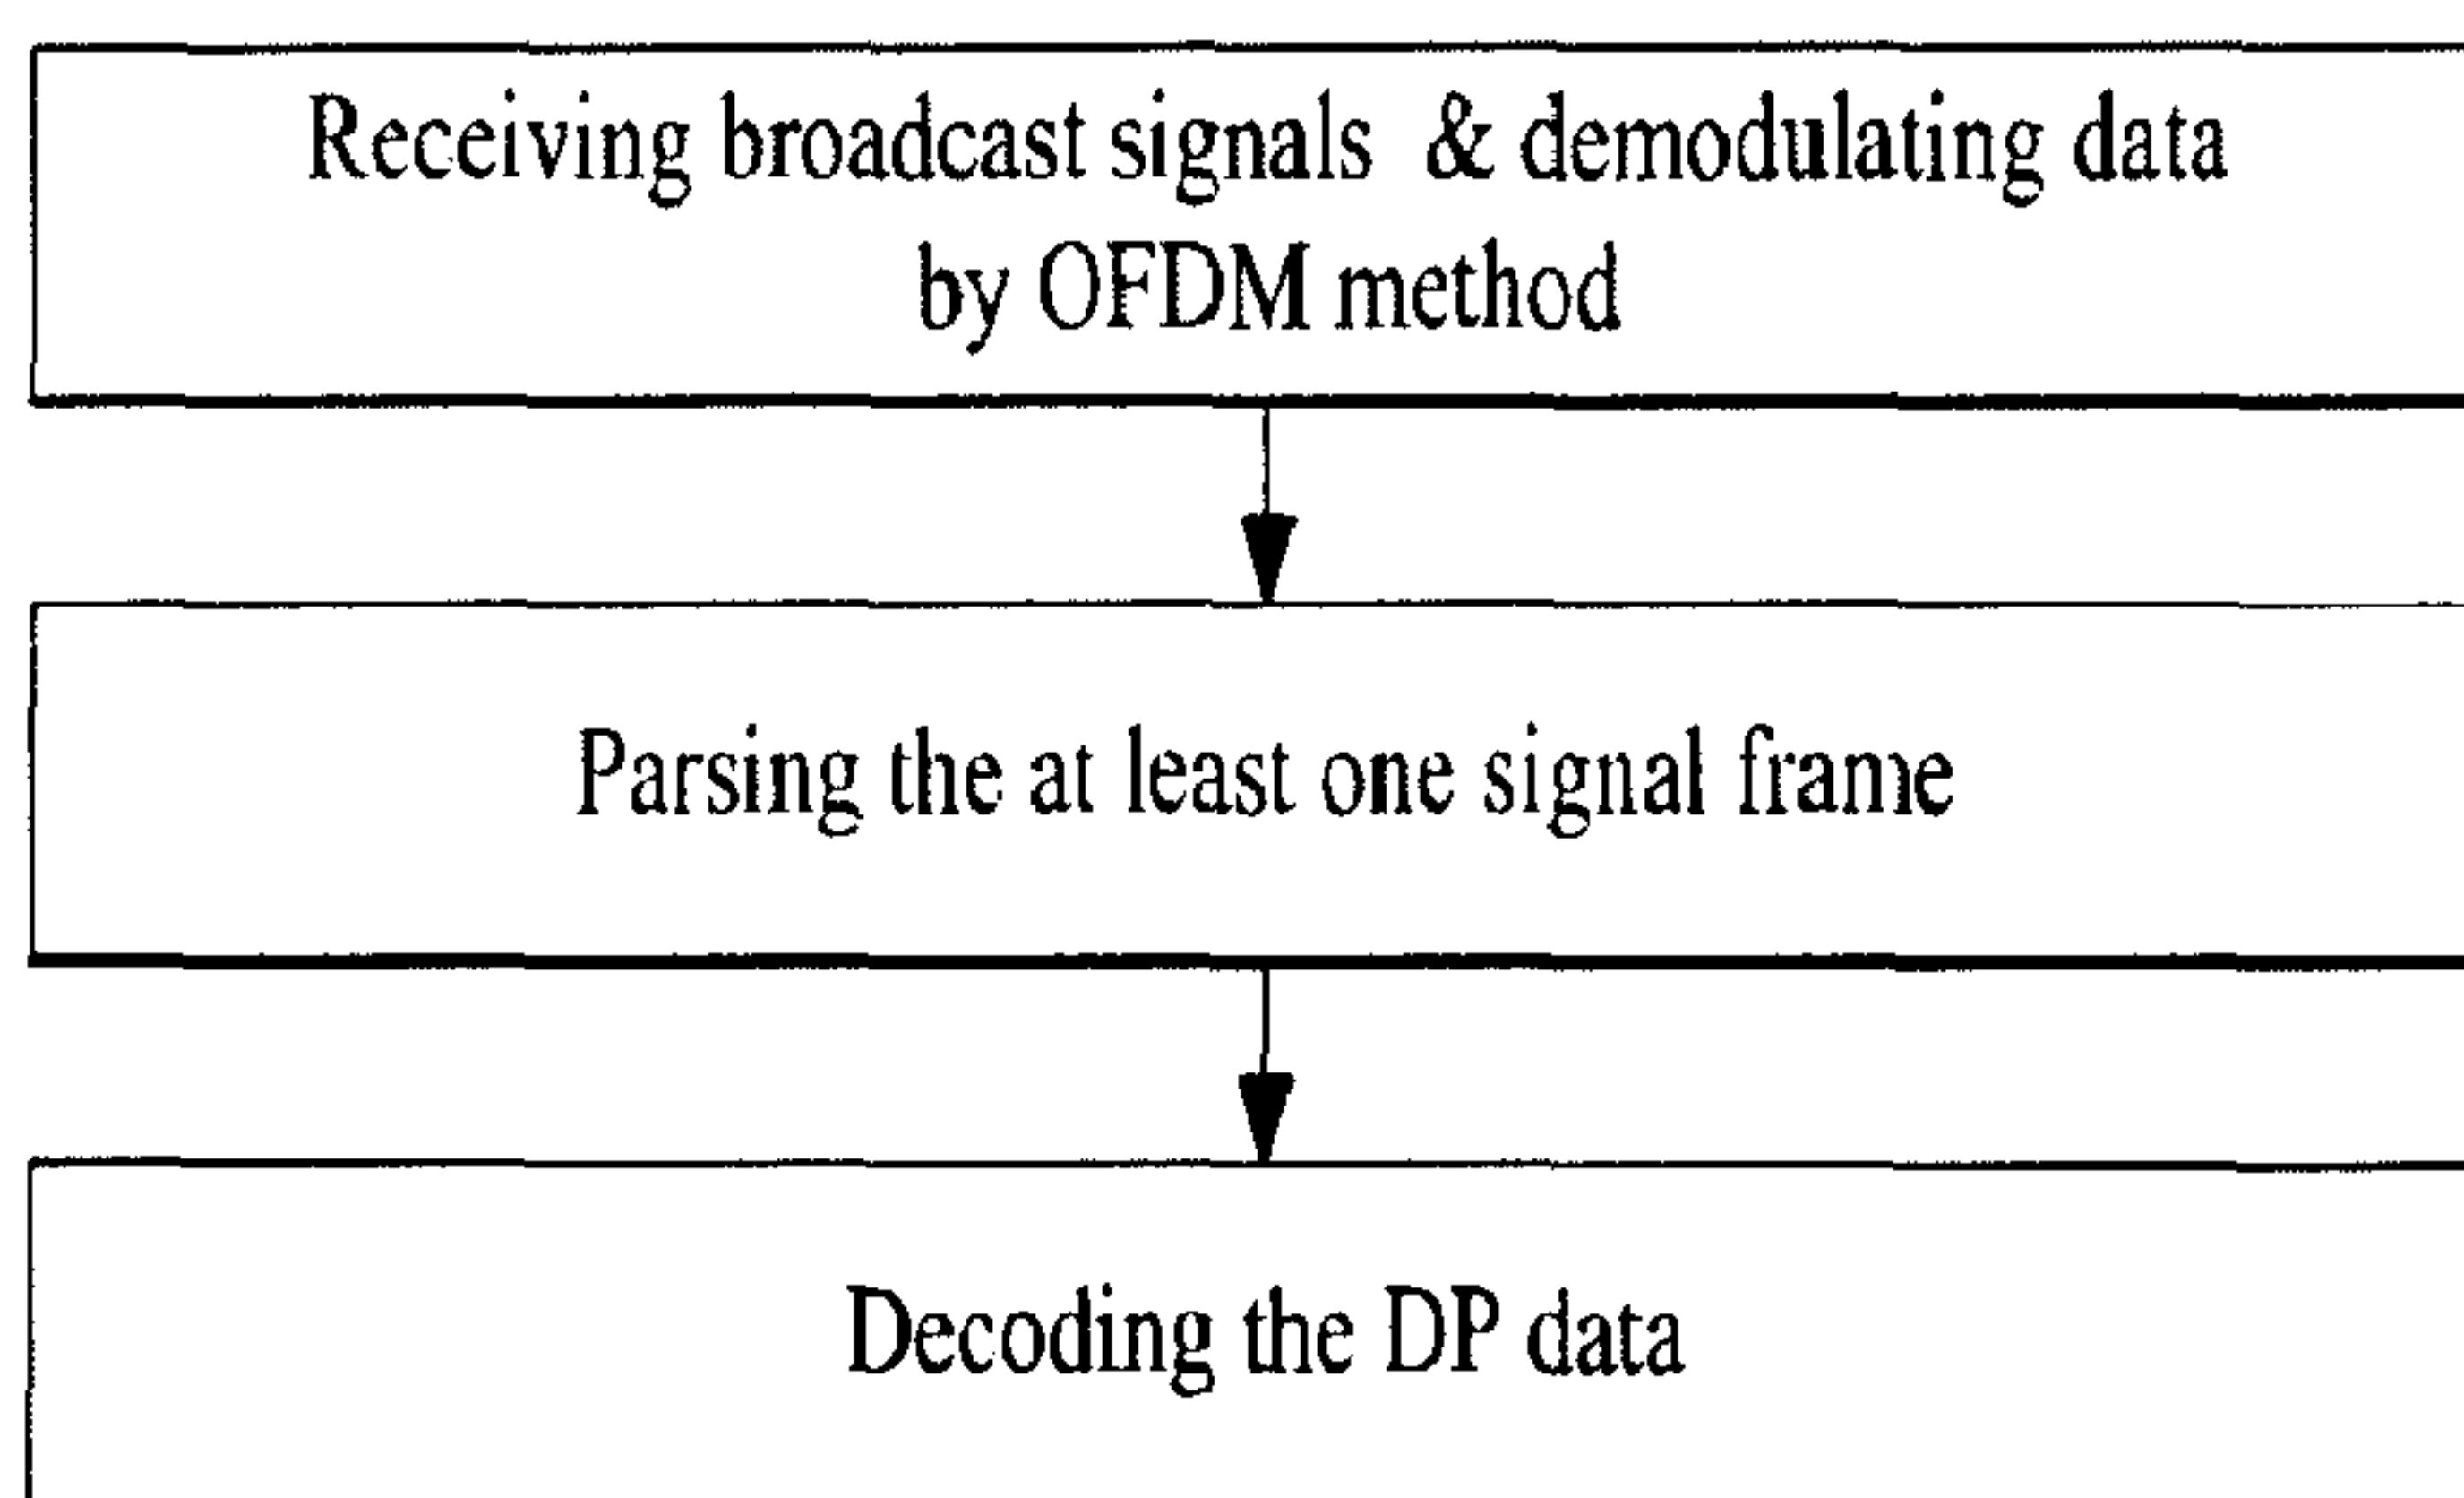 Receiving broadcast signals & demodulating data
by OFDM method
Parsing the at least one signal frame
Decoding the DP data